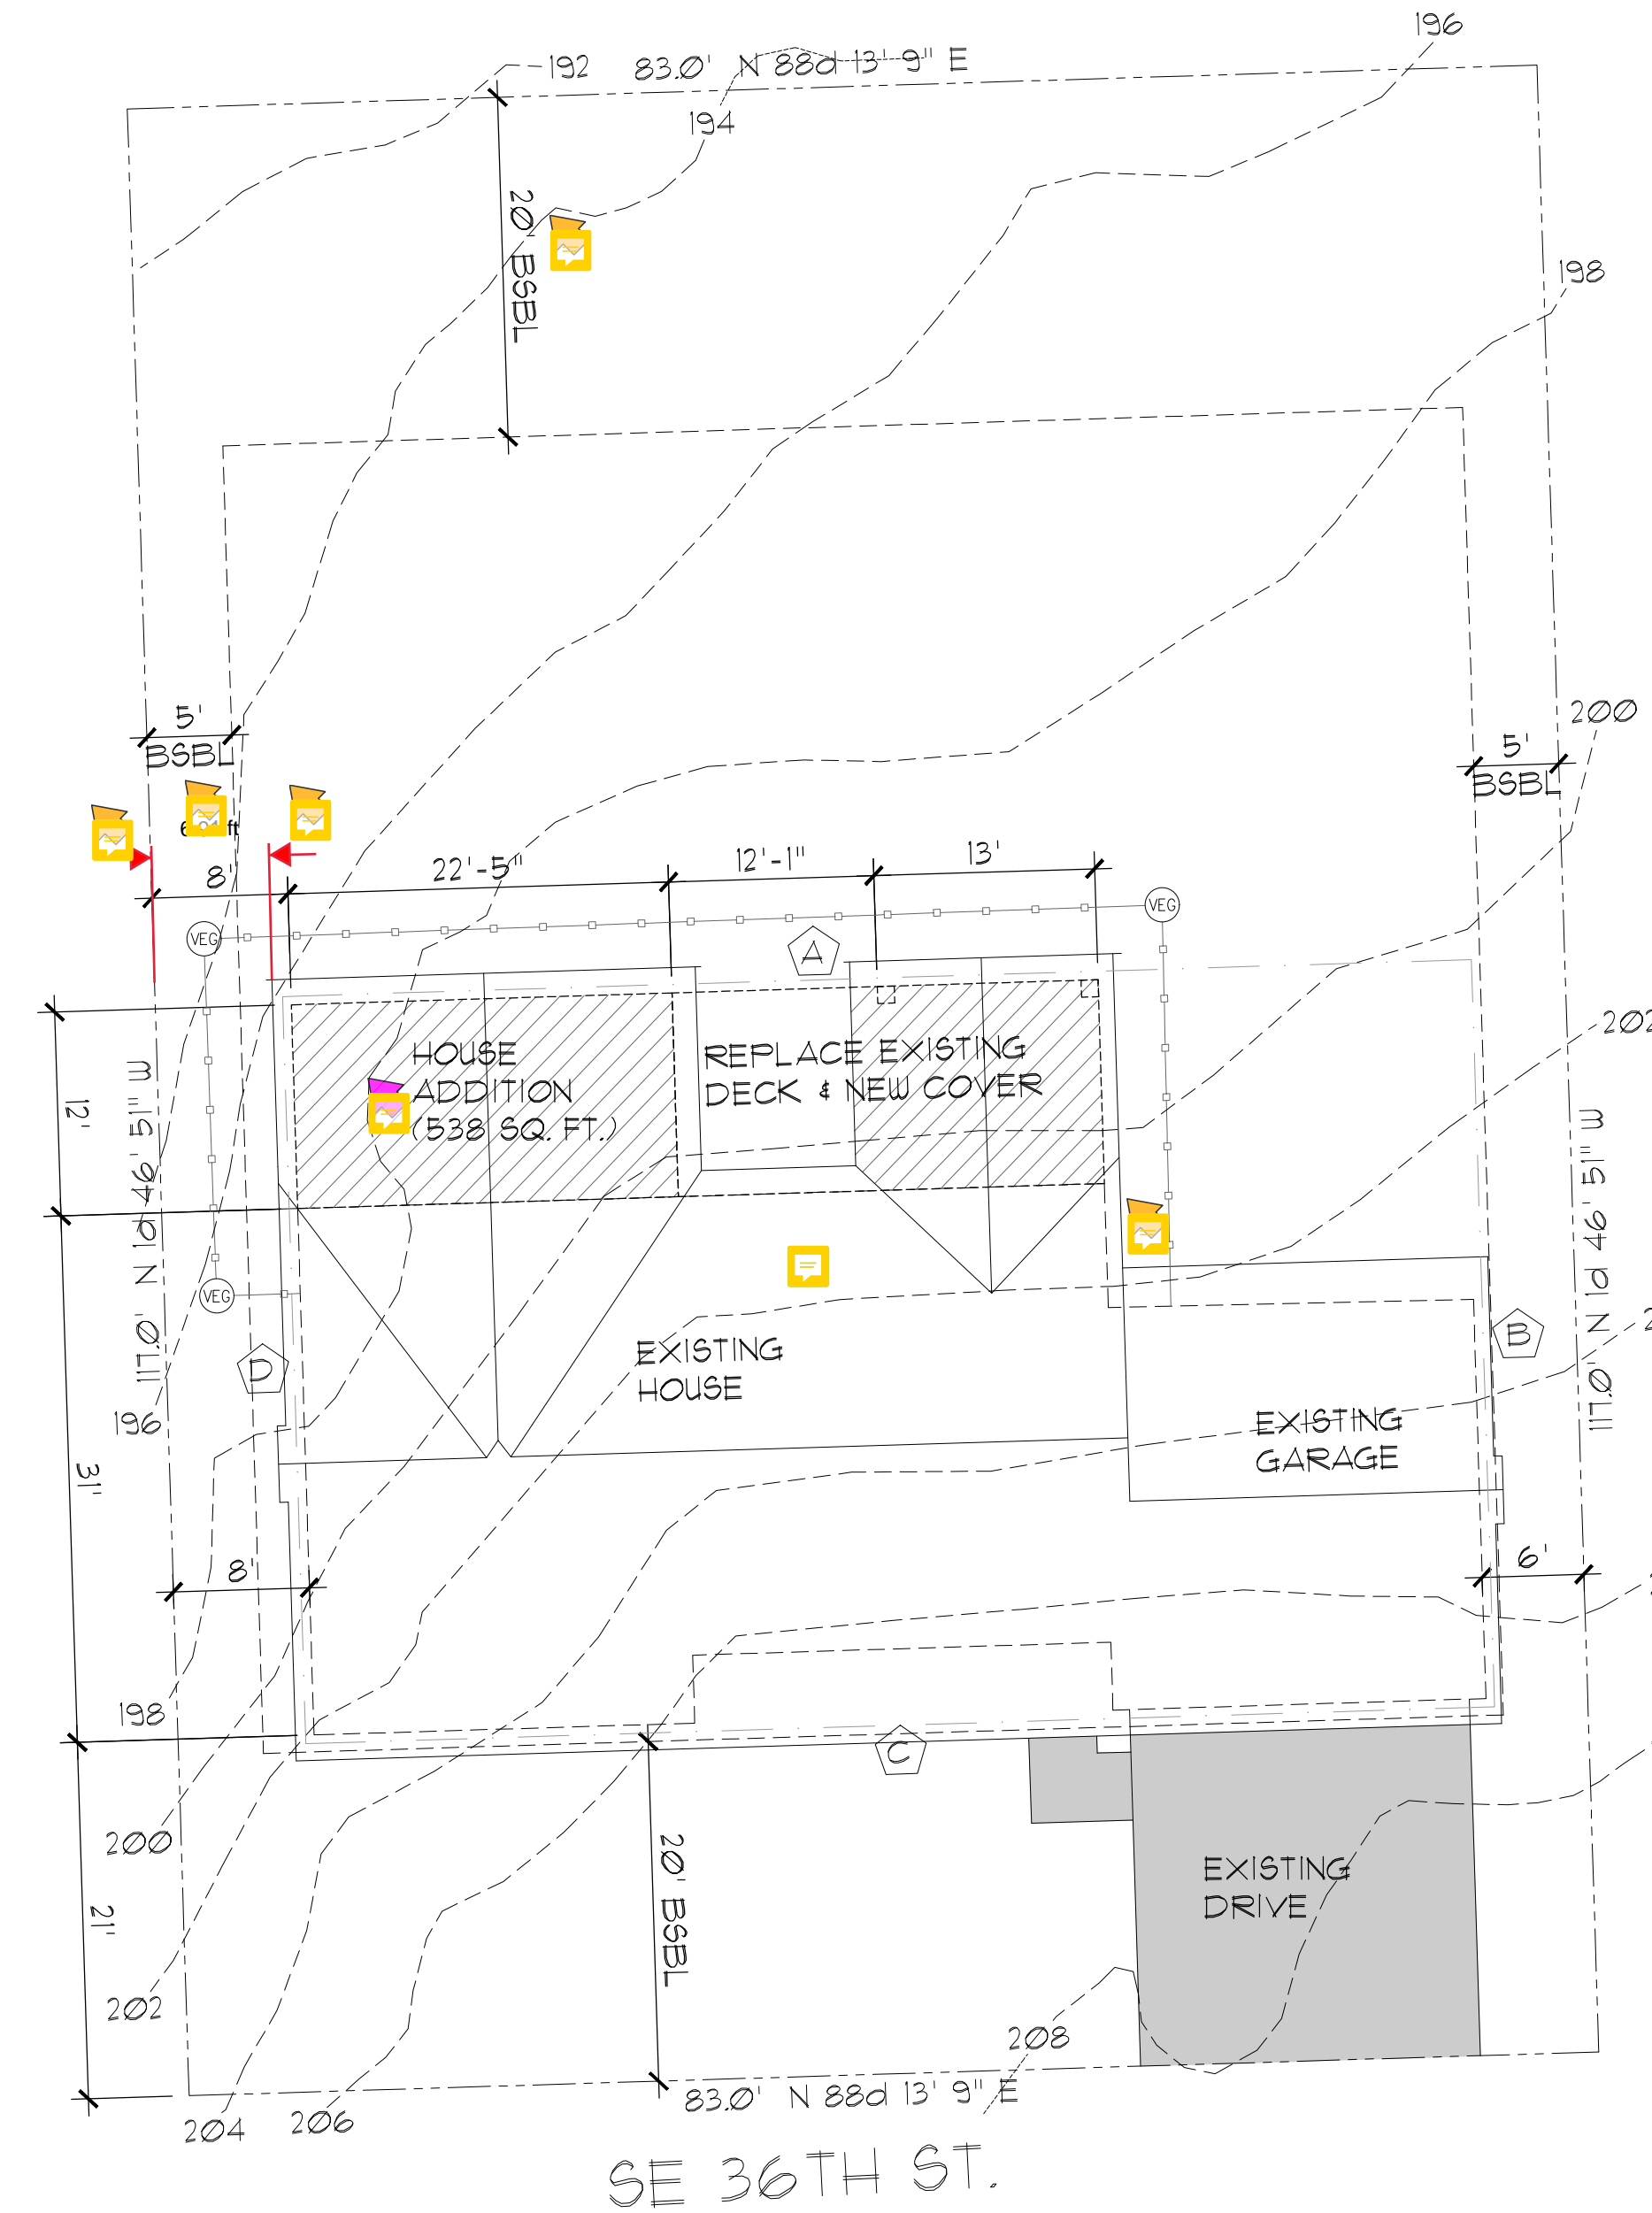 196
192
83.0' N 88d 13' 9" E
194
20' BSBL
198
200
5'
BSBL
5'
BSBL
ft
8'
22'-5"
12'-1"
13'
VEG
VEG
A
202
HOUSE
ADDITION
(538 SQ. FT.)
REPLACE EXISTING
DECK & NEW COVER
12'
117.0' N 1d 46' 51" W
117.0' N 1d 46' 51" W
VEG
B
D
EXISTING
HOUSE
196
EXISTING
GARAGE
31'
8'
6'
198
C
200
20' BSBL
EXISTING
DRIVE
21'
202
208
83.0' N 88d 13' 9" E
204
206
SE 36TH ST.